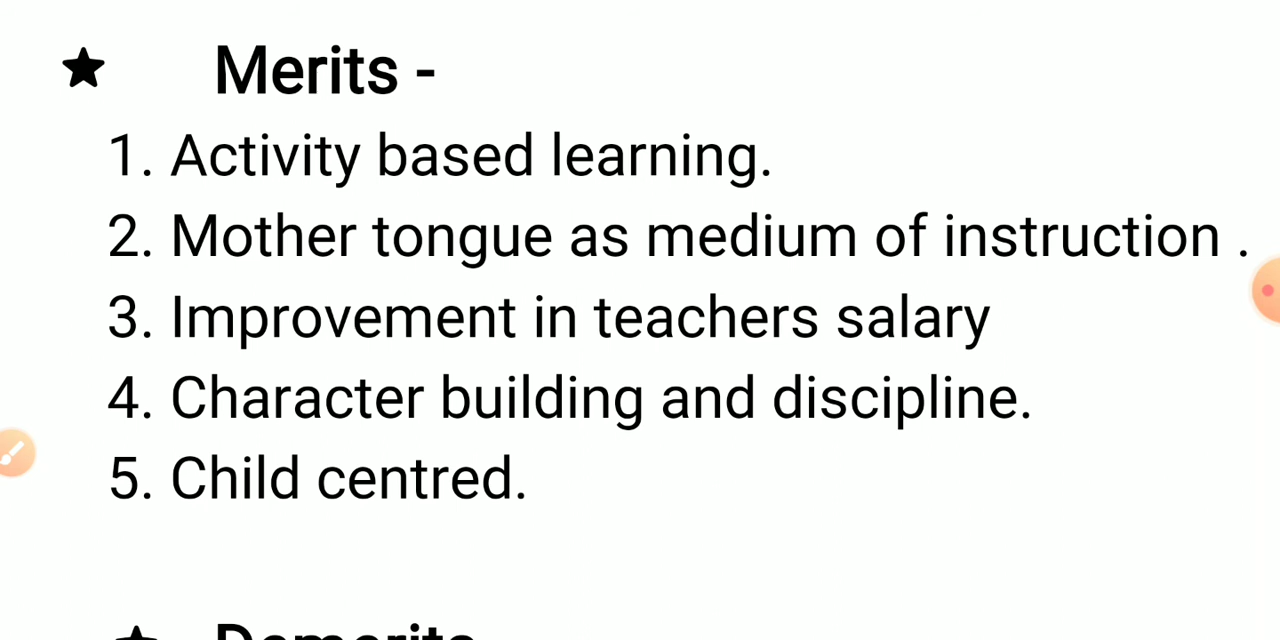 ★ Merits -
1. Activity based learning.
2. Mother tongue as medium of instruction .
3. Improvement in teachers salary
4. Character building and discipline.
5. Child centred.
★ Demerits